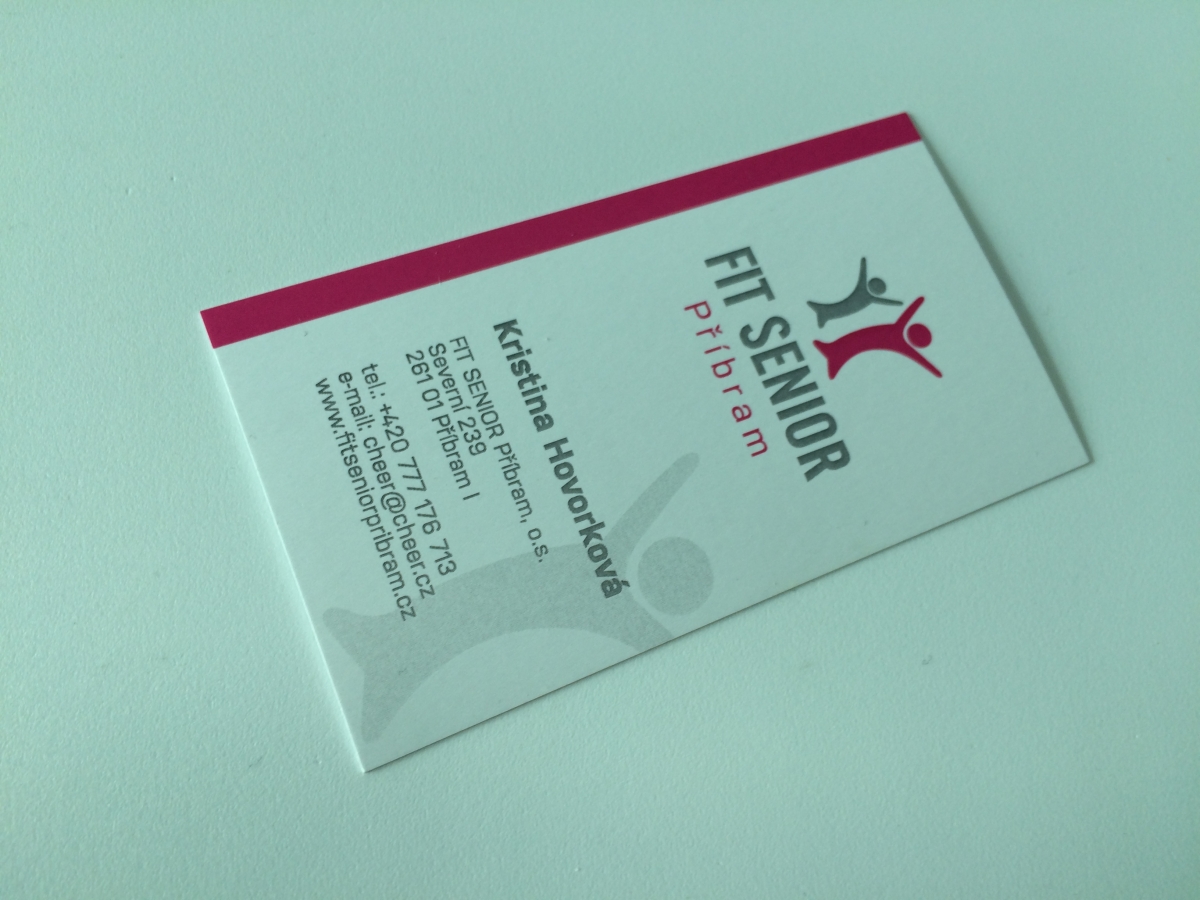 FIT SENIOR
Příbram
Kristina Hovorková
FIT SENIOR Příbram, o.s.
Severní 239
261 01 Příbram I
tel.: +420 777 176 713
e-mail: cheer@cheer.cz
www.fitseniorpribram.cz